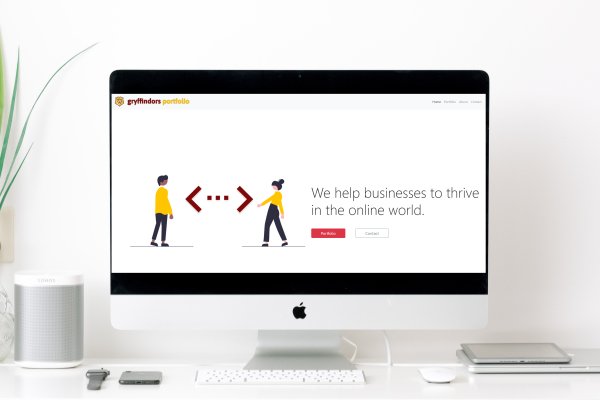 gryffindors portfolio
Home Portfolio About Contact
We help businesses to thrive
in the online world.
Portfolio
Contact
SONOS